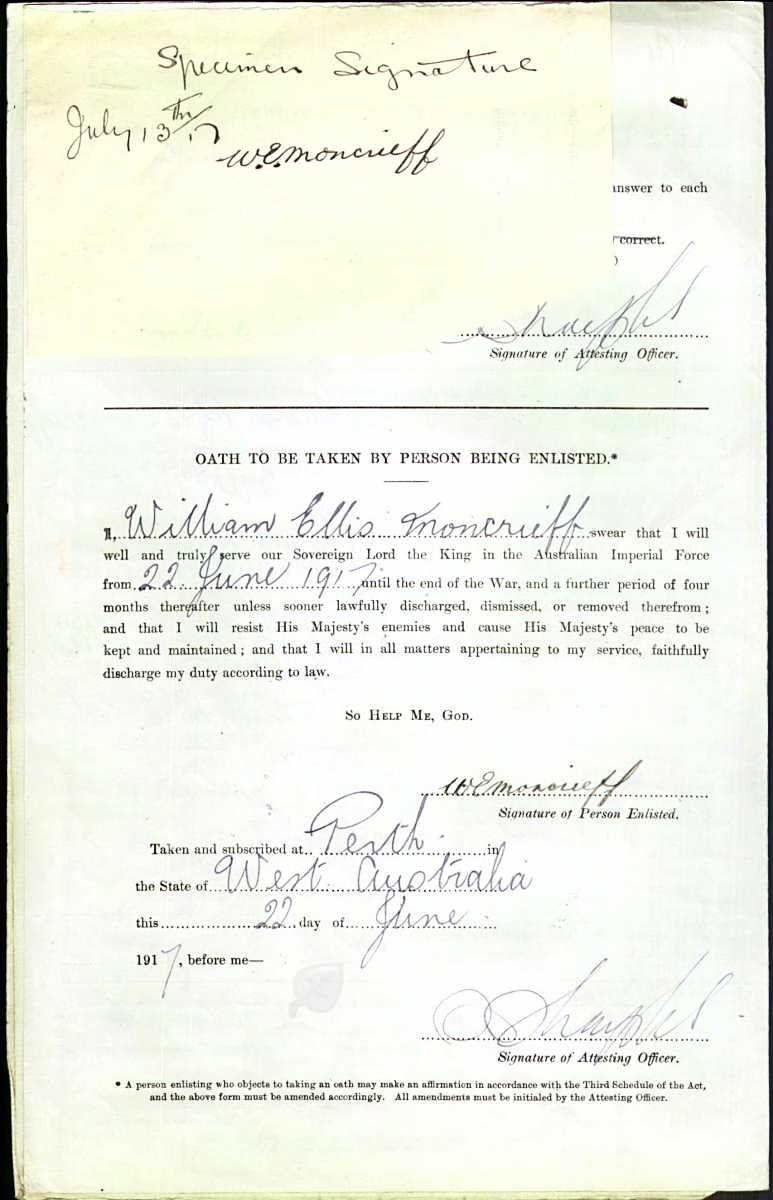 Specimen Signature
July 13th/17
W.E.Moncrieff
answer to each
correct.
)
Signature of Attesting Officer.
OATH TO BE TAKEN BY PERSON BEING ENLISTED.*
I, William Ellis Moncrieff swear that I will
well and truly serve our Sovereign Lord the King in the Australian Imperial Force
from 22 June 1917 until the end of the War, and a further period of four
months thereafter unless sooner lawfully discharged, dismissed, or removed therefrom;
and that I will resist His Majesty's enemies and cause His Majesty's peace to be
kept and maintained; and that I will in all matters appertaining to my service, faithfully
discharge my duty according to law.
So Help Me, God.
W E Moncrieff
Signature of Person Enlisted.
Taken and subscribed at Perth in
the State of West Australia
this 22 day of June
1917, before me—
Signature of Attesting Officer.
* A person enlisting who objects to taking an oath may make an affirmation in accordance with the Third Schedule of the Act,
and the above form must be amended accordingly. All amendments must be initialed by the Attesting Officer.